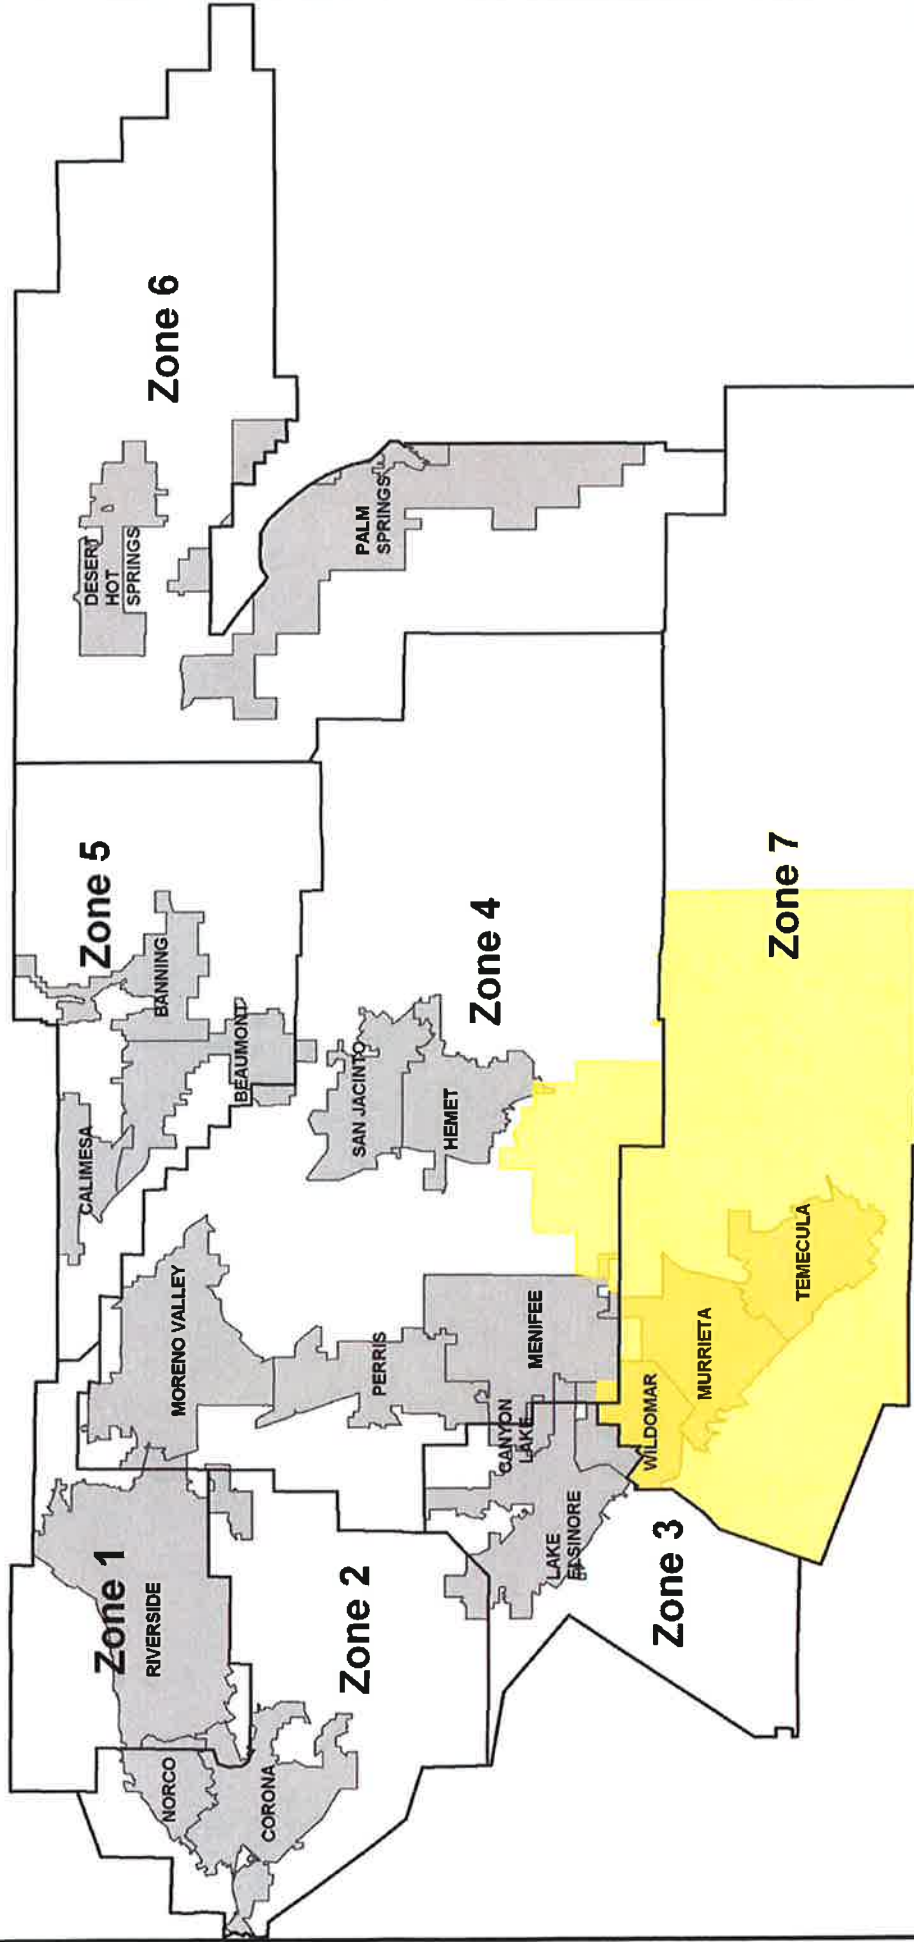 Zone 1
RIVERSIDE
NORCO
CORONA
Zone 2
MORENO VALLEY
PERRIS
CALIMESA
Zone 5
BANNING
BEAUMONT
DESERT
HOT
SPRINGS
Zone 6
PALM
SPRINGS
SAN JACINTO
HEMET
Zone 4
MENIFEE
CANYON
LAKE
LAKE
ELSINORE
Zone 3
WILDOMAR
MURRIETA
TEMECULA
Zone 7